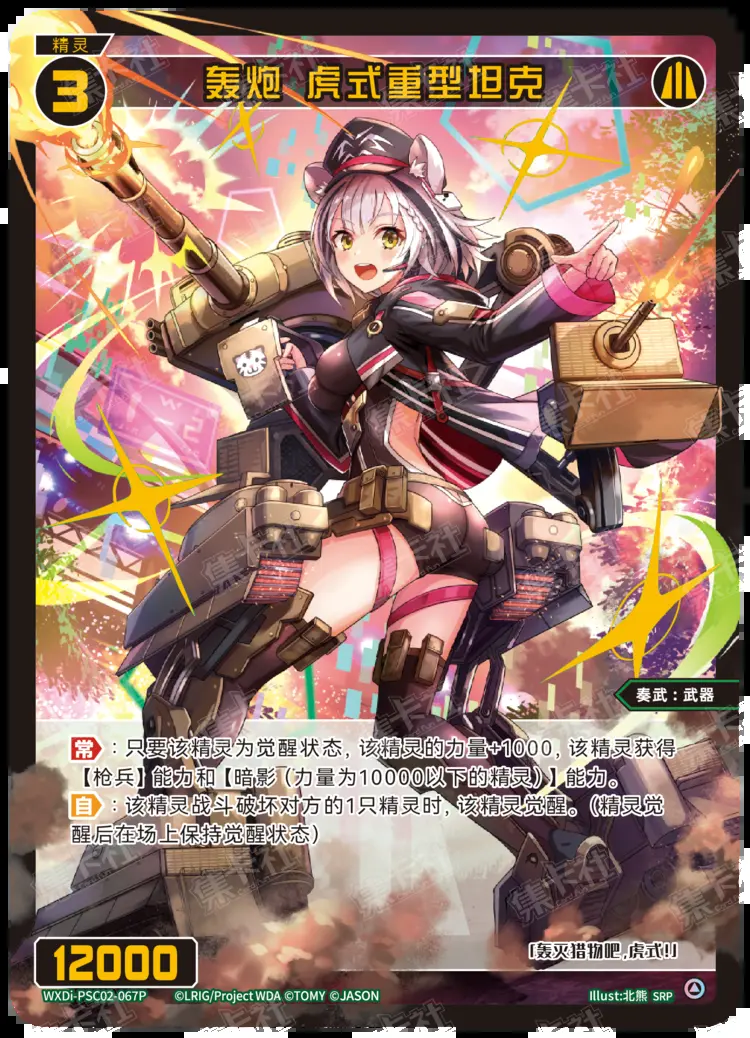 精灵
3
轰炮 虎式重型坦克
奏武：武器
常：只要该精灵为觉醒状态，该精灵的力量+1000，该精灵获得
【枪兵】能力和【暗影（力量为10000以下的精灵）】能力。
自：该精灵战斗破坏对方的1只精灵时，该精灵觉醒。（精灵觉
醒后在场上保持觉醒状态）
12000
「轰灭猎物吧，虎式！」
WXDi-PSC02-067P ©LRIG/Project WDA ©TOMY ©JASON
Illust:北熊 SRP
集卡社